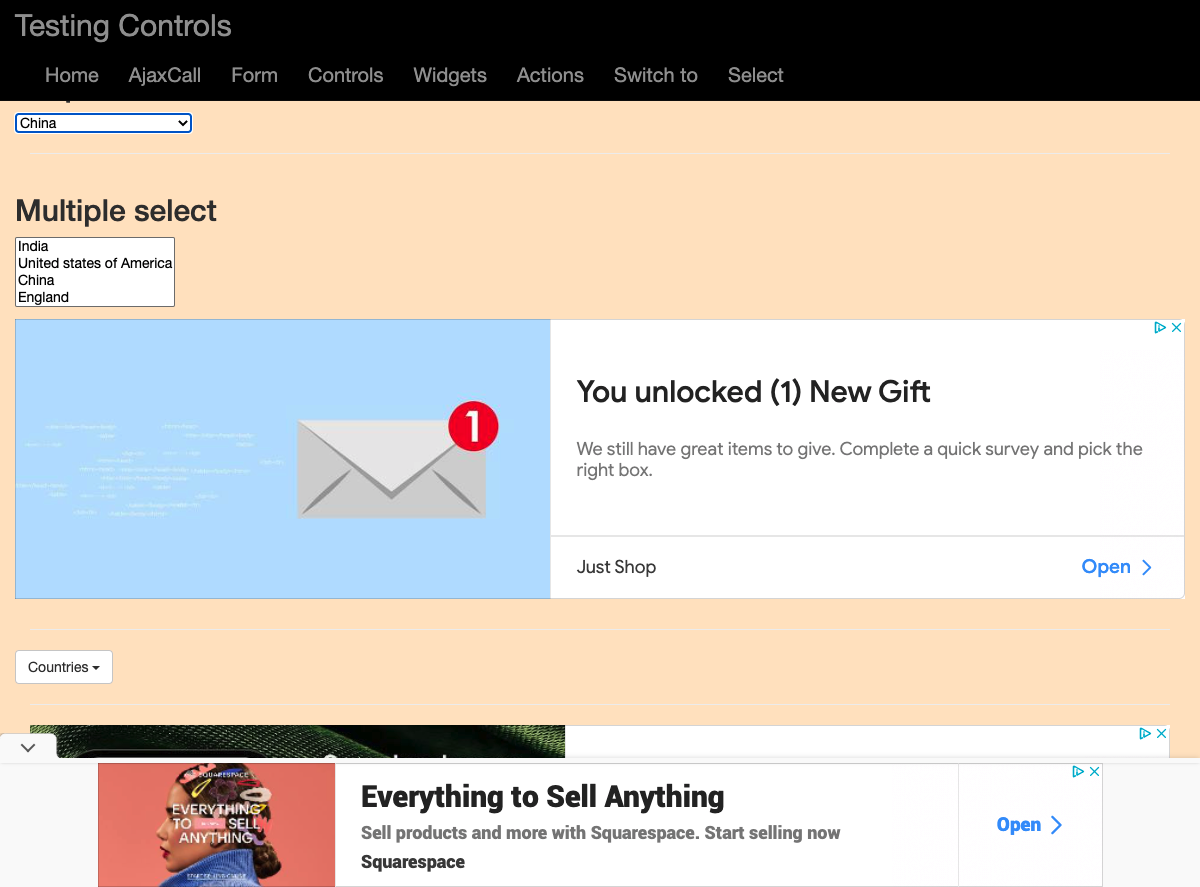 Testing Controls
Home AjaxCall Form Controls Widgets Actions Switch to Select
China
Multiple select
India
United states of America
China
England
1
You unlocked (1) New Gift
We still have great items to give. Complete a quick survey and pick the
right box.
Just Shop
Open
Countries
SQUARESPACE
EVERYTHING
TO SELL
ANYTHING
Everything to Sell Anything
Sell products and more with Squarespace. Start selling now
Squarespace
Open